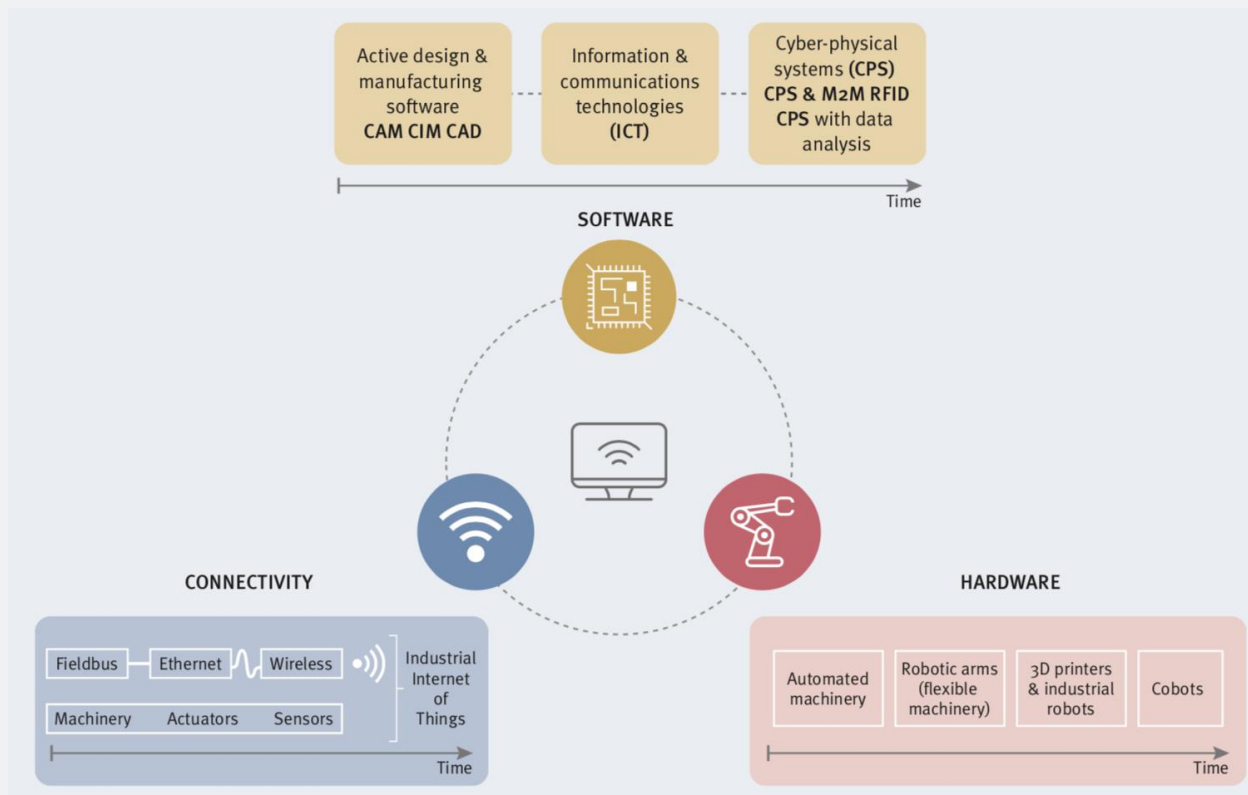 Active design &
manufacturing
software
CAM CIM CAD
Information &
communications
technologies
(ICT)
Cyber-physical
systems (CPS)
CPS & M2M RFID
CPS with data
analysis
Time
SOFTWARE
CONNECTIVITY
Fieldbus
Ethernet
Wireless
Machinery
Actuators
Sensors
Industrial
Internet
of
Things
Time
HARDWARE
Automated
machinery
Robotic arms
(flexible
machinery)
3D printers
& industrial
robots
Cobots
Time